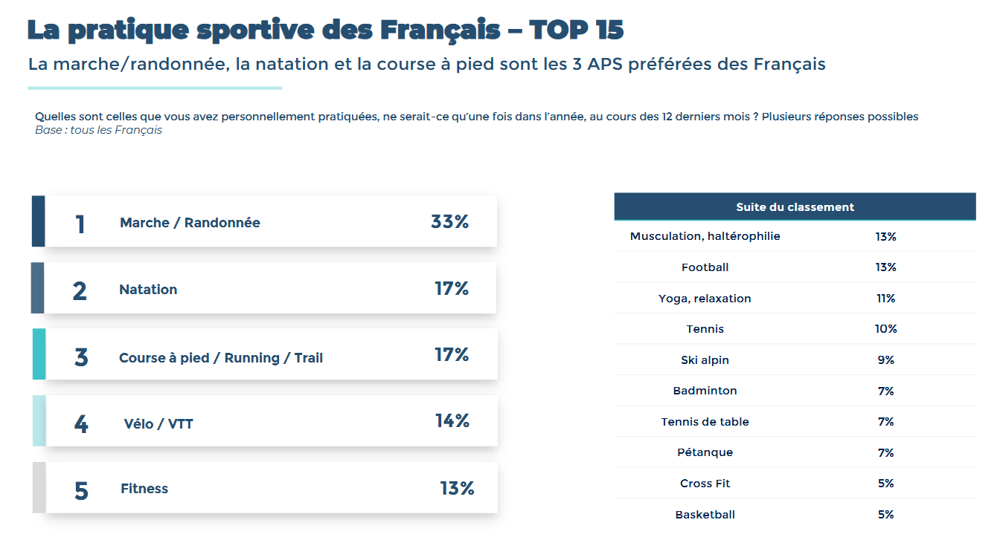 La pratique sportive des Français – TOP 15
La marche/randonnée, la natation et la course à pied sont les 3 APS préférées des Français
Quelles sont celles que vous avez personnellement pratiquées, ne serait-ce qu'une fois dans l'année, au cours des 12 derniers mois ? Plusieurs réponses possibles
Base : tous les Français
1 Marche / Randonnée 33%
2 Natation 17%
3 Course à pied / Running / Trail 17%
4 Vélo / VTT 14%
5 Fitness 13%
Suite du classement
Musculation, haltérophilie 13%
Football 13%
Yoga, relaxation 11%
Tennis 10%
Ski alpin 9%
Badminton 7%
Tennis de table 7%
Pétanque 7%
Cross Fit 5%
Basketball 5%